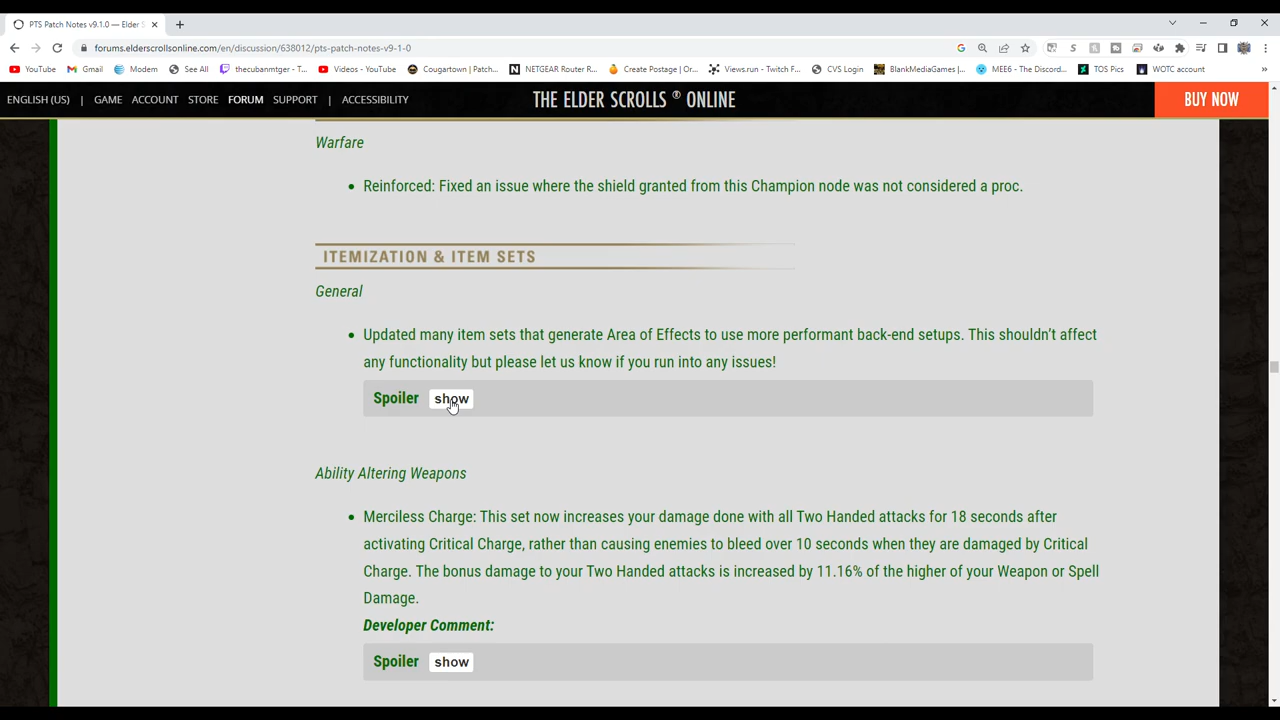 PTS Patch Notes v9.1.0 — Elder S
forums.elderscrollsonline.com/en/discussion/638012/pts-patch-notes-v9-1-0
YouTube Gmail Modem See All thecubanmtger - T... Videos - YouTube Cougartown | Patch... NETGEAR Router R... Create Postage | Or... Views.run - Twitch F... CVS Login BlankMediaGames |... MEE6 - The Discord... TOS Pics WOTC account »
ENGLISH (US) | GAME ACCOUNT STORE FORUM SUPPORT | ACCESSIBILITY THE ELDER SCROLLS ® ONLINE BUY NOW
Warfare
• Reinforced: Fixed an issue where the shield granted from this Champion node was not considered a proc.
ITEMIZATION & ITEM SETS
General
• Updated many item sets that generate Area of Effects to use more performant back-end setups. This shouldn't affect
any functionality but please let us know if you run into any issues!
Spoiler show
Ability Altering Weapons
• Merciless Charge: This set now increases your damage done with all Two Handed attacks for 18 seconds after
activating Critical Charge, rather than causing enemies to bleed over 10 seconds when they are damaged by Critical
Charge. The bonus damage to your Two Handed attacks is increased by 11.16% of the higher of your Weapon or Spell
Damage.
Developer Comment:
Spoiler show